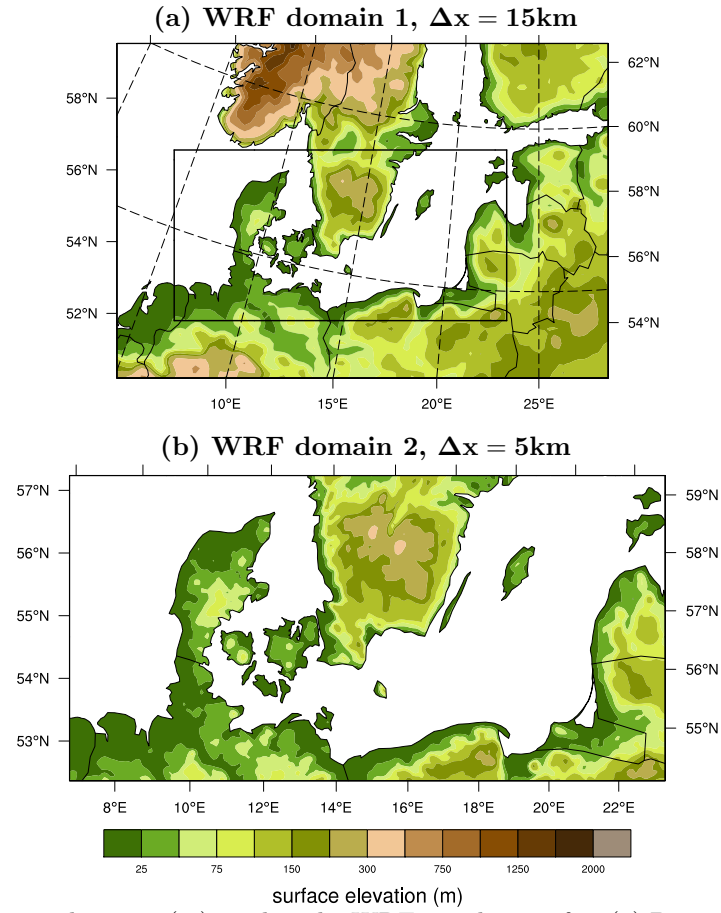 (a) WRF domain 1, Δx = 15km
58°N
56°N
54°N
52°N
62°N
60°N
58°N
56°N
54°N
10°E 15°E 20°E 25°E
(b) WRF domain 2, Δx = 5km
57°N
56°N
55°N
54°N
53°N
59°N
58°N
57°N
56°N
55°N
8°E 10°E 12°E 14°E 16°E 18°E 20°E 22°E
25 75 150 300 750 1250 2000
surface elevation (m)